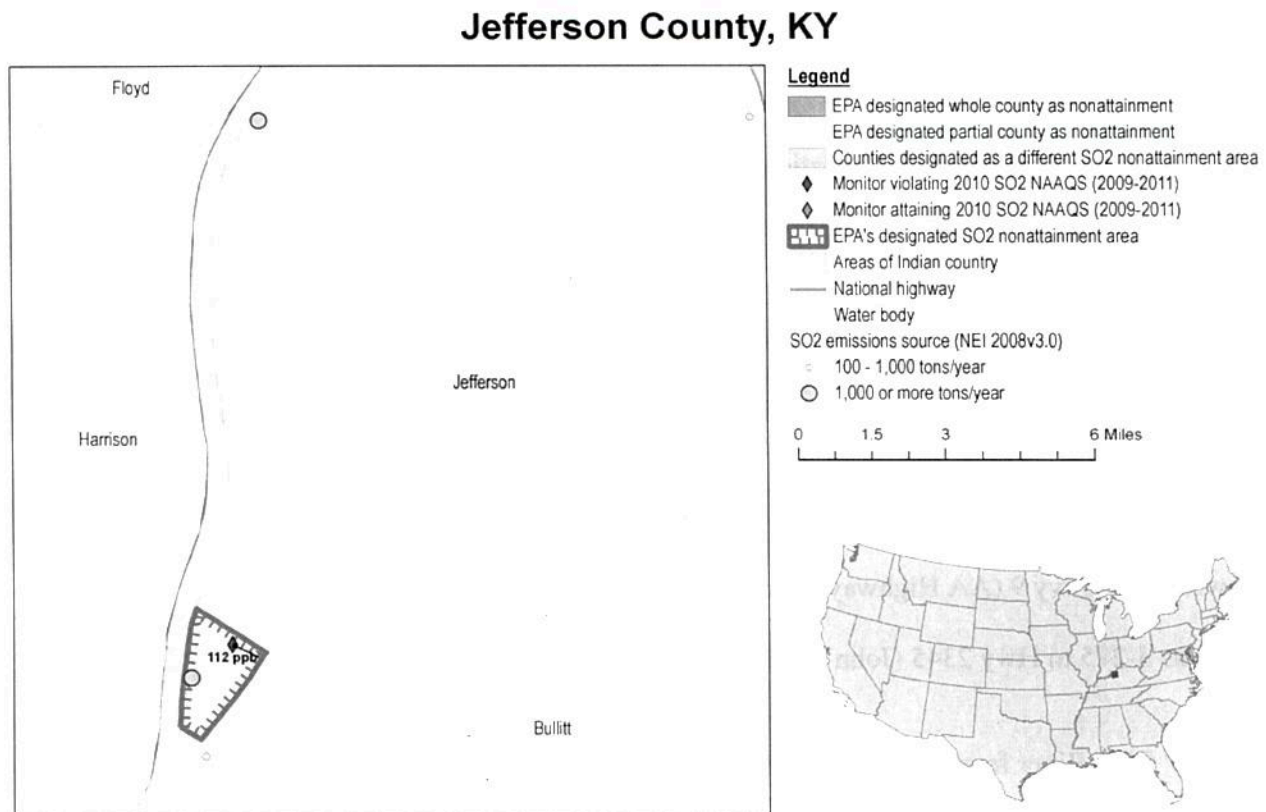 Jefferson County, KY
Floyd
Harrison
Jefferson
112 ppb
Bullitt
Legend
EPA designated whole county as nonattainment
EPA designated partial county as nonattainment
Counties designated as a different SO2 nonattainment area
Monitor violating 2010 SO2 NAAQS (2009-2011)
Monitor attaining 2010 SO2 NAAQS (2009-2011)
EPA's designated SO2 nonattainment area
Areas of Indian country
National highway
Water body
SO2 emissions source (NEI 2008v3.0)
100 - 1,000 tons/year
1,000 or more tons/year
0 1.5 3 6 Miles